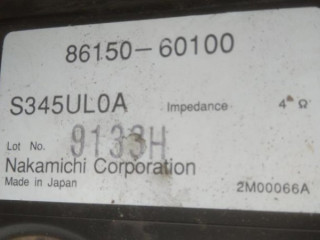 86150-60100
S345UL0A Impedance 4 Ω
Lot No. 9133H
Nakamichi Corporation
Made in Japan 2M00066A